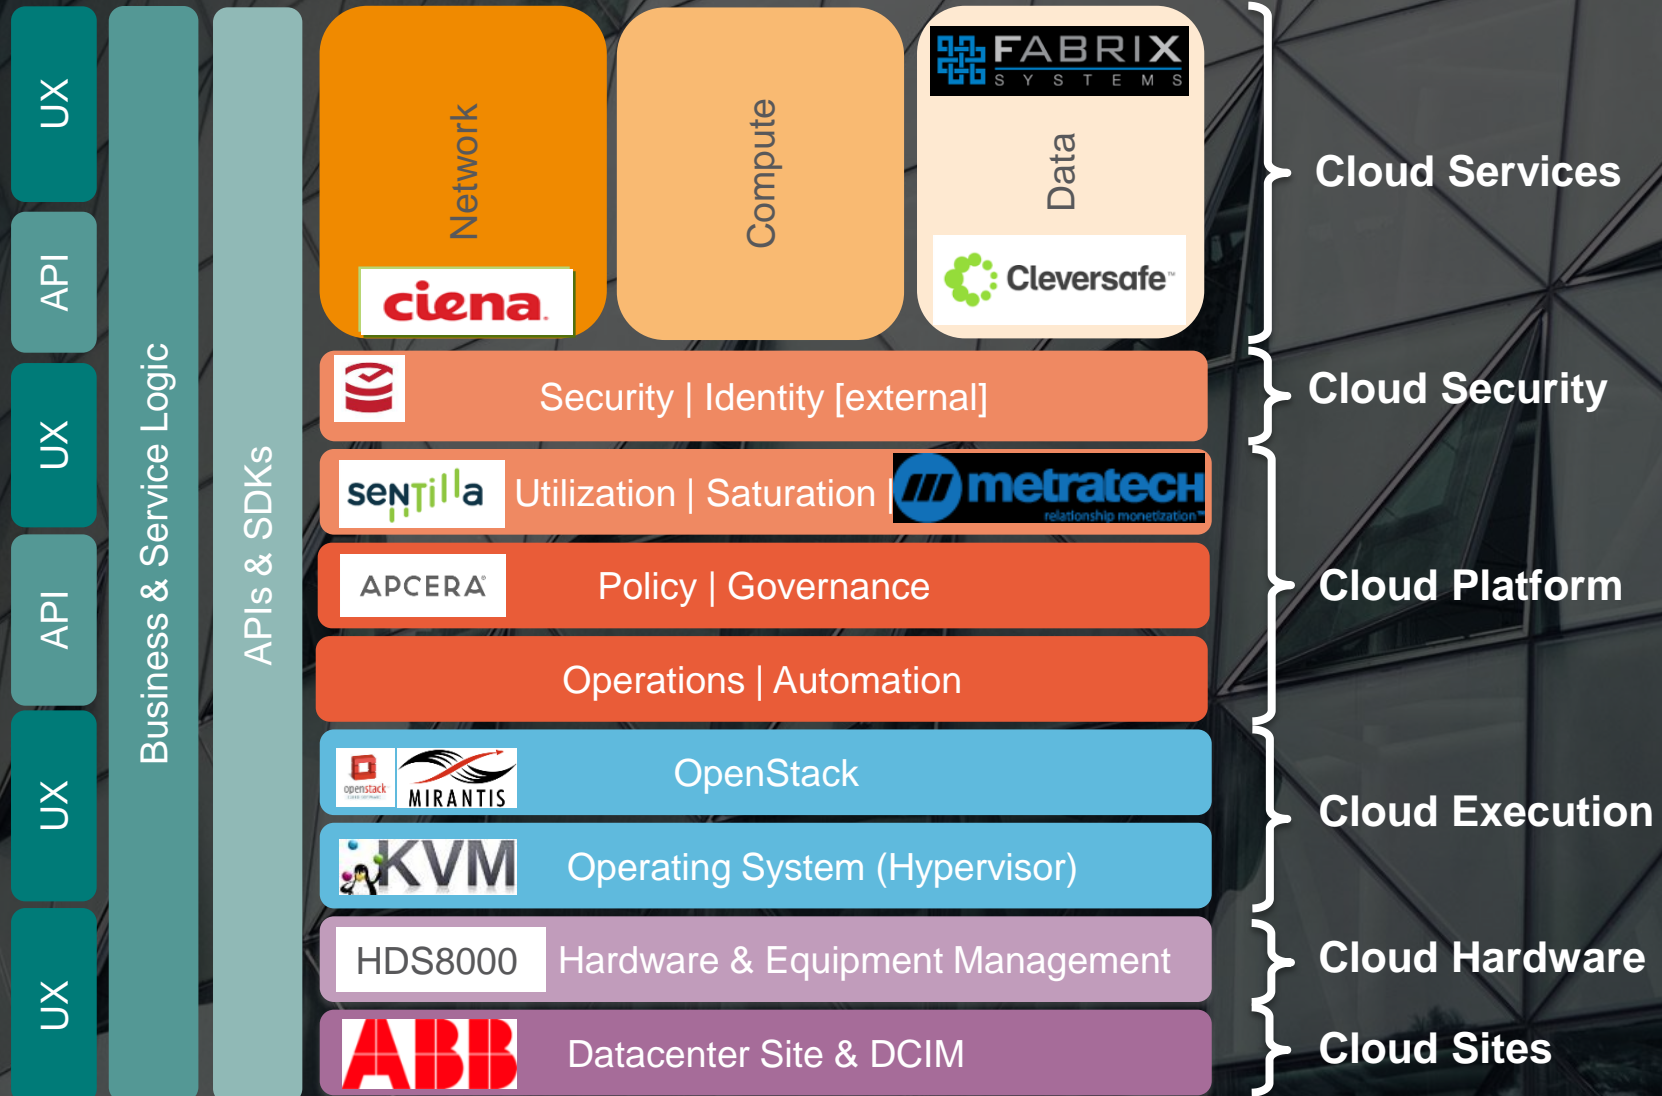 UX
API
UX
API
UX
UX
Business & Service Logic
APIs & SDKs
Network
ciena.
Compute
FABRIX
SYSTEMS
Data
Cleversafe™
Cloud Services
Security | Identity [external]
Cloud Security
sentilla
Utilization | Saturation |
metratech
relationship monetization™
APCERA®
Policy | Governance
Cloud Platform
Operations | Automation
openstack
MIRANTIS
OpenStack
KVM
Operating System (Hypervisor)
Cloud Execution
HDS8000
Hardware & Equipment Management
Cloud Hardware
ABB
Datacenter Site & DCIM
Cloud Sites